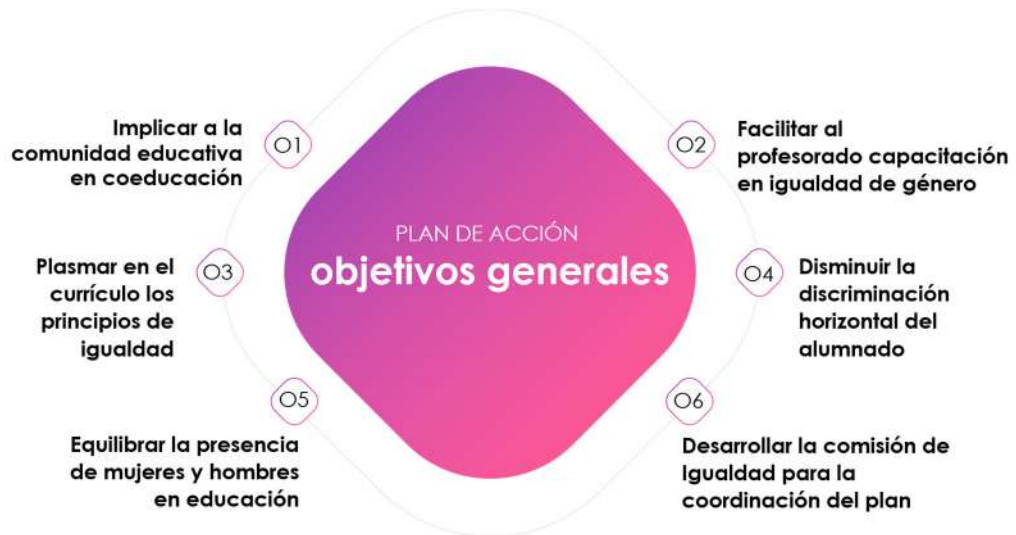 PLAN DE ACCIÓN
objetivos generales
O1
Implicar a la
comunidad educativa
en coeducación
O2
Facilitar al
profesorado capacitación
en igualdad de género
O3
Plasmar en el
currículo los
principios de
igualdad
O4
Disminuir la
discriminación
horizontal del
alumnado
O5
Equilibrar la presencia
de mujeres y hombres
en educación
O6
Desarrollar la comisión de
Igualdad para la
coordinación del plan